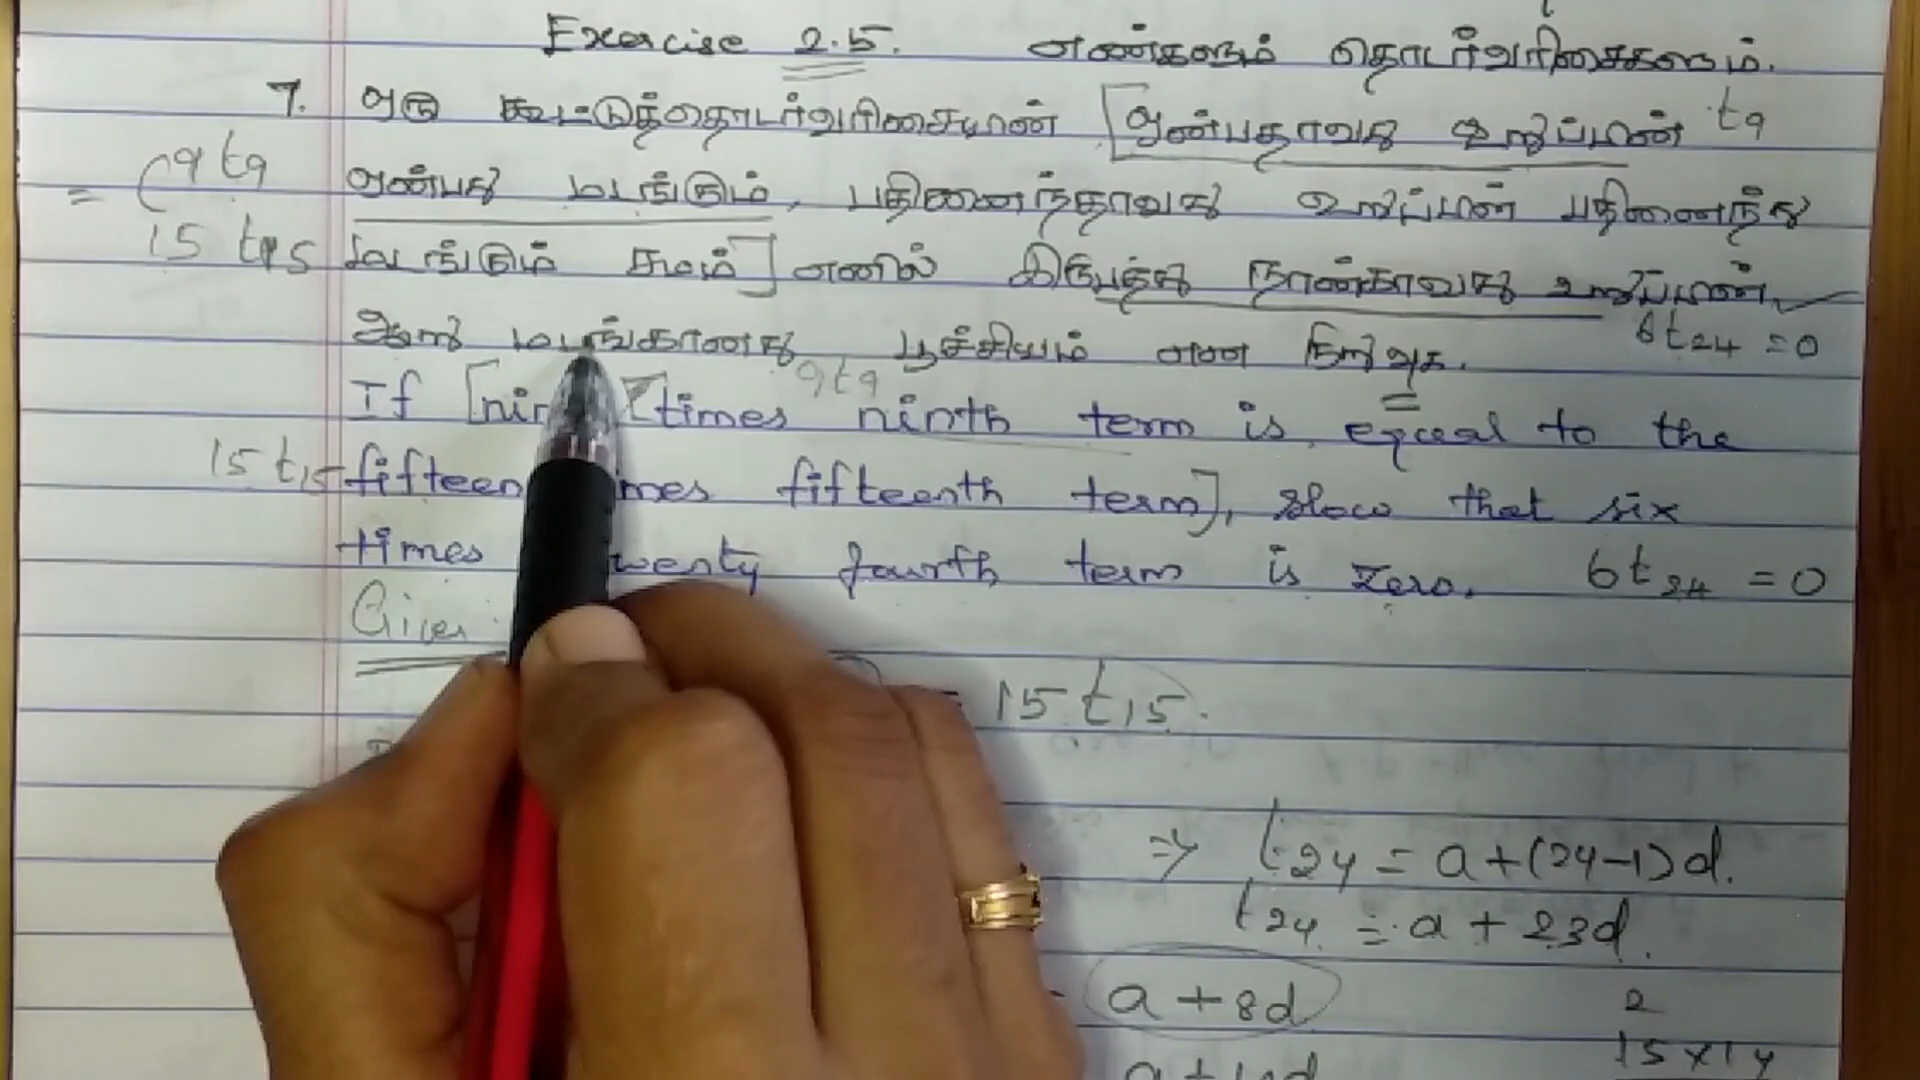 Exercise 2.5. எண்களும் தொடர்வரிசைகளும்.
7. ஒரு கூட்டுத்தொடர்வரிசையின் [ஒன்பதாவது உறுப்பின் t9
= 9t9 ஒன்பது மடங்கும், பதினைந்தாவது உறுப்பின் பதினைந்து
15 t15 மடங்கும் சமம்] எனில் இருபத்து நான்காவது உறுப்பின்
ஆறு மடங்கானது பூச்சியம் என நிறுவுக. 6t24 = 0
9t9
If [nin times ninth term is equal to the
15 t15 fifteen mes fifteenth term], show that six
times wenty fourth term is zero. 6t24 = 0
Given
= 15 t15.
⇒ t24 = a+(24-1)d.
t24 = a + 23d.
a + 8d
2
15 x 14